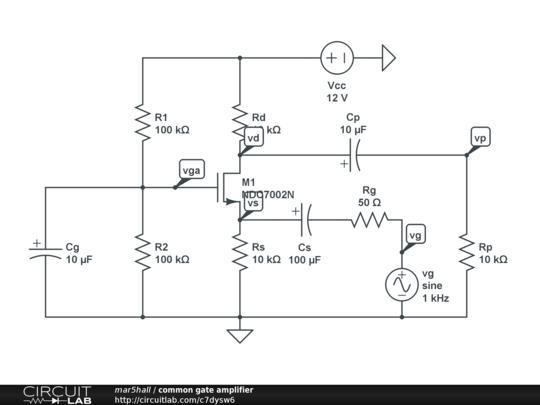 Vcc
12 V
R1
100 kΩ
Rd
kΩ
vd
Cp
10 µF
vp
vga
M1
NDC7002N
vs
Rg
50 Ω
vg
Cg
10 µF
R2
100 kΩ
Rs
10 kΩ
Cs
100 µF
vg
sine
1 kHz
Rp
10 kΩ
CIRCUIT
LAB
mar5hall / common gate amplifier
http://circuitlab.com/c7dysw6